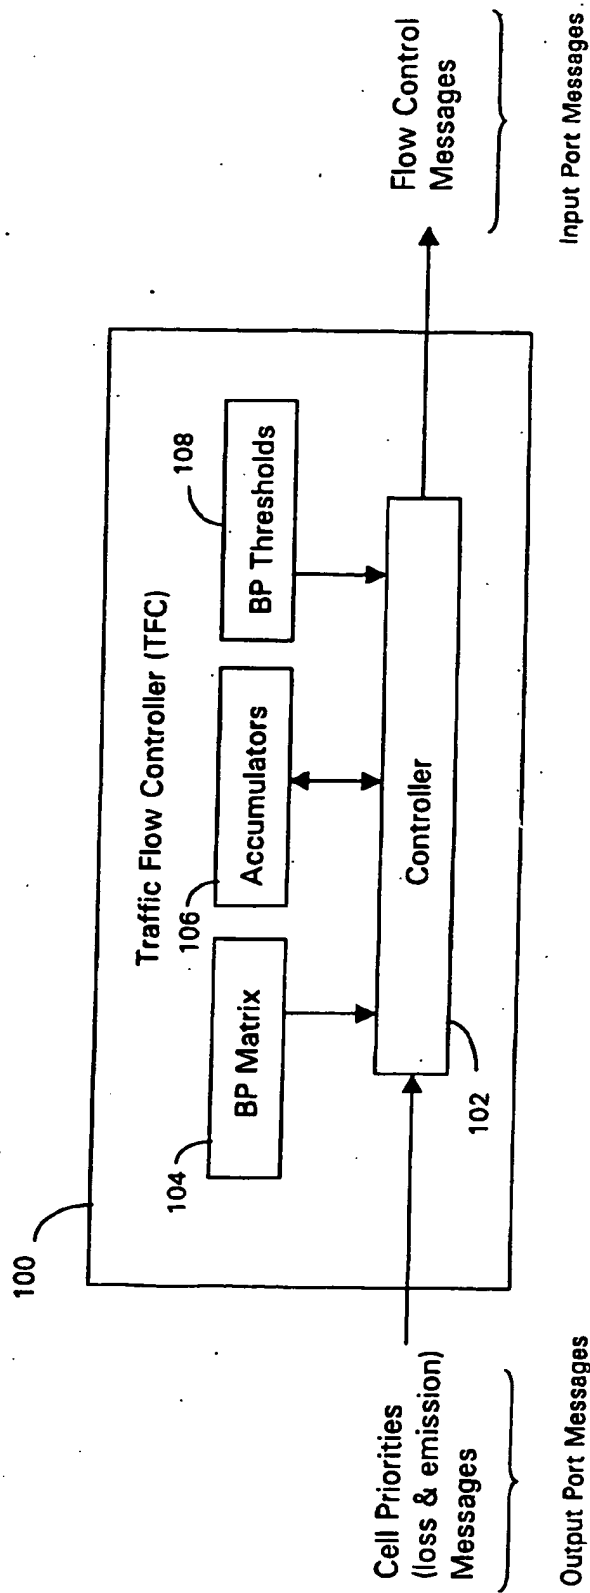 100
Traffic Flow Controller (TFC)
104
106
108
BP Matrix
Accumulators
BP Thresholds
Controller
102
Cell Priorities
(loss & emission)
Messages
Flow Control
Messages
Output Port Messages
Input Port Messages